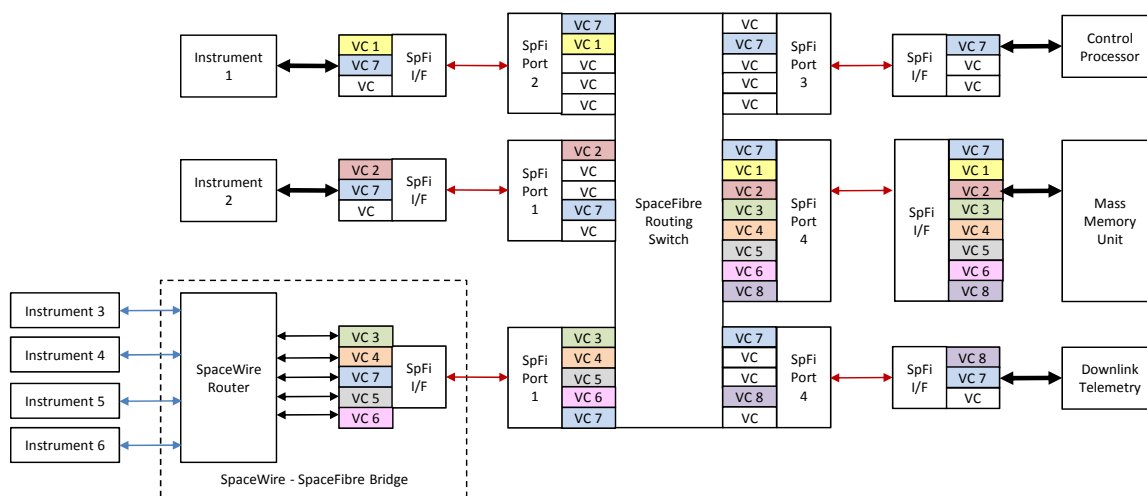 Instrument
1
VC 1
VC 7
VC
SpFi
I/F
SpFi
Port
2
VC 7
VC 1
VC
VC
VC
VC
VC 7
VC
VC
VC
SpFi
Port
3
SpFi
I/F
VC 7
VC
VC
Control
Processor
Instrument
2
VC 2
VC 7
VC
SpFi
I/F
SpFi
Port
1
VC 2
VC
VC
VC 7
VC
SpaceFibre
Routing
Switch
VC 7
VC 1
VC 2
VC 3
VC 4
VC 5
VC 6
VC 8
SpFi
Port
4
SpFi
I/F
VC 7
VC 1
VC 2
VC 3
VC 4
VC 5
VC 6
VC 8
Mass
Memory
Unit
Instrument 3
Instrument 4
Instrument 5
Instrument 6
SpaceWire
Router
VC 3
VC 4
VC 7
VC 5
VC 6
SpFi
I/F
SpFi
Port
1
VC 3
VC 4
VC 5
VC 6
VC 7
VC 7
VC
VC
VC 8
VC
SpFi
Port
4
SpFi
I/F
VC 8
VC 7
VC
Downlink
Telemetry
SpaceWire - SpaceFibre Bridge